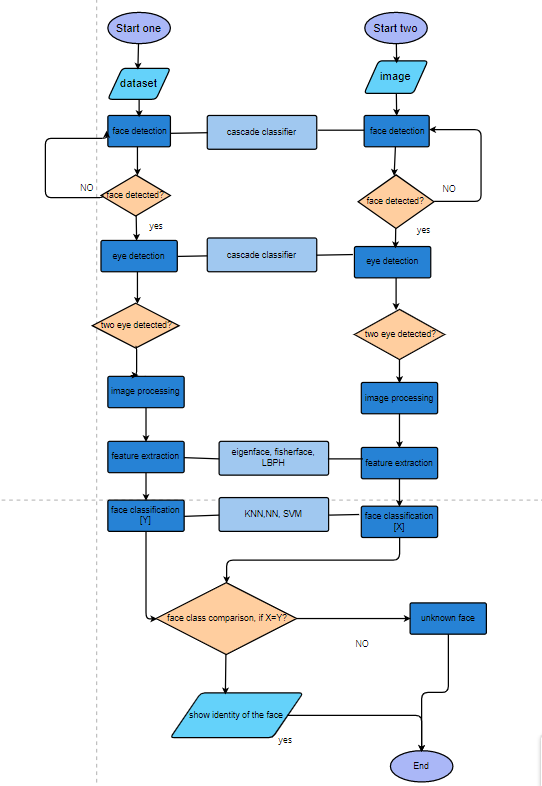 Start one
Start two
dataset
image
face detection
cascade classifier
face detection
NO
face detected?
face detected?
NO
yes
yes
eye detection
cascade classifier
eye detection
two eye detected?
two eye detected?
image processing
image processing
feature extraction
eigenface, fisherface,
LBPH
feature extraction
face classification
[Y]
KNN,NN, SVM
face classification
[X]
face class comparison, if X=Y?
unknown face
NO
show identity of the face
yes
End